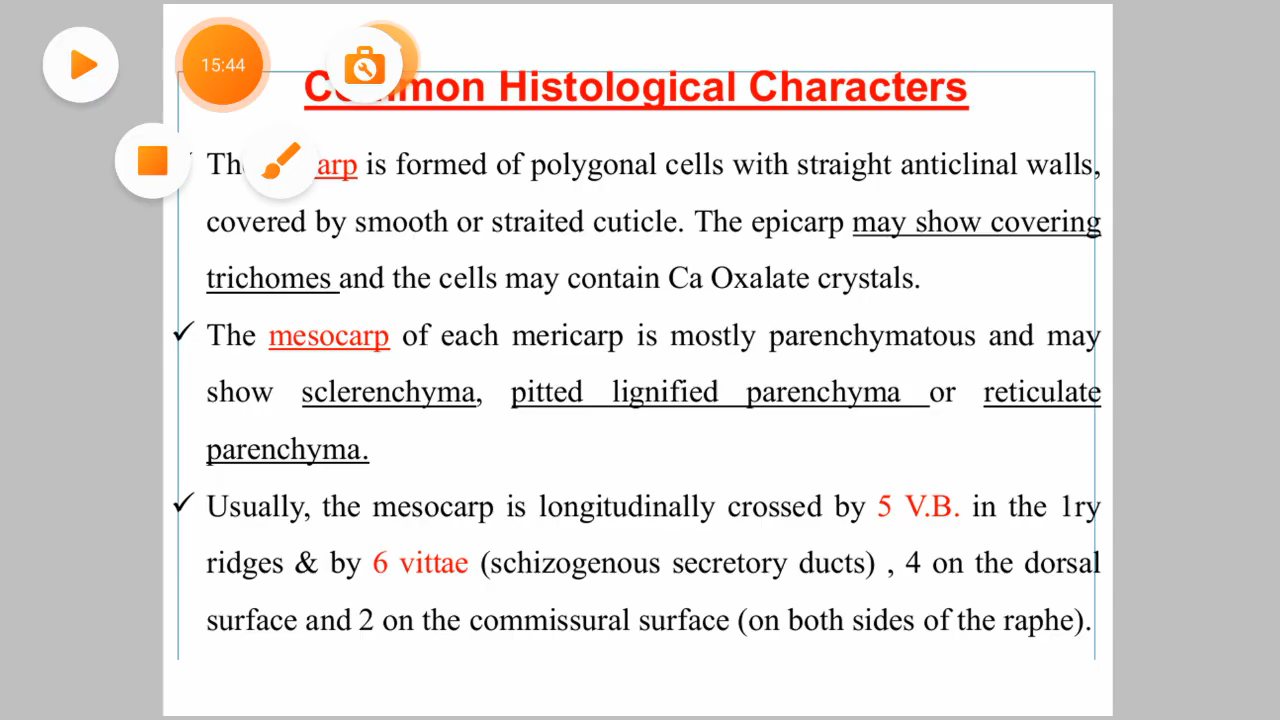 15:44
Histological Characters
is formed of polygonal cells with straight anticlinal walls,
covered by smooth or straited cuticle. The epicarp may show covering
trichomes and the cells may contain Ca Oxalate crystals.
✓ The mesocarp of each mericarp is mostly parenchymatous and may
show sclerenchyma, pitted lignified parenchyma or reticulate
parenchyma.
✓ Usually, the mesocarp is longitudinally crossed by 5 V.B. in the 1ry
ridges & by 6 vittae (schizogenous secretory ducts) , 4 on the dorsal
surface and 2 on the commissural surface (on both sides of the raphe).